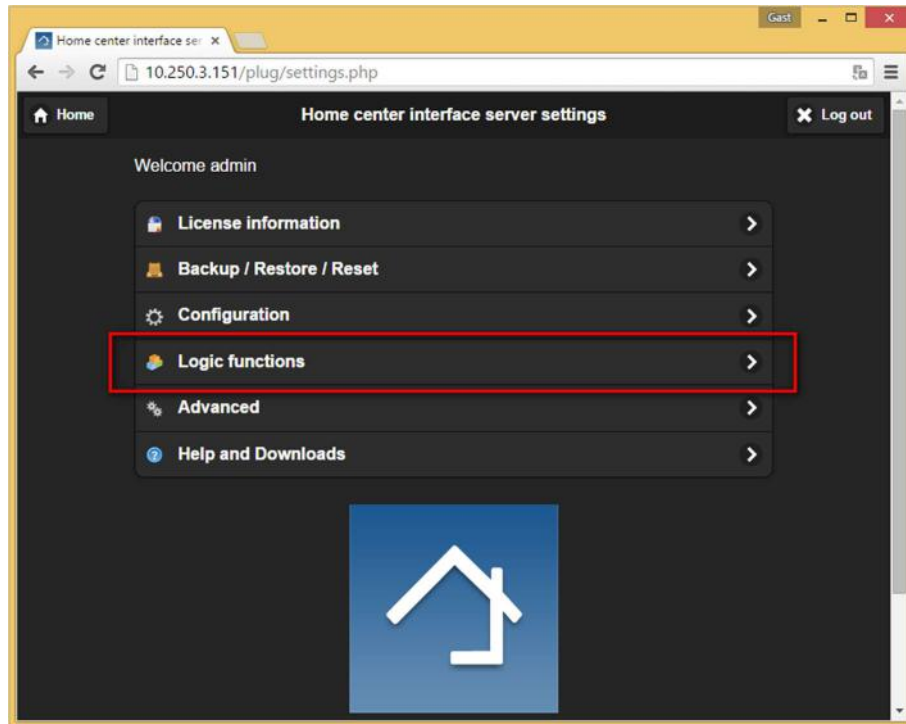 Gast
Home center interface ser
10.250.3.151/plug/settings.php
Home
Home center interface server settings
Log out
Welcome admin
License information
Backup / Restore / Reset
Configuration
Logic functions
Advanced
Help and Downloads